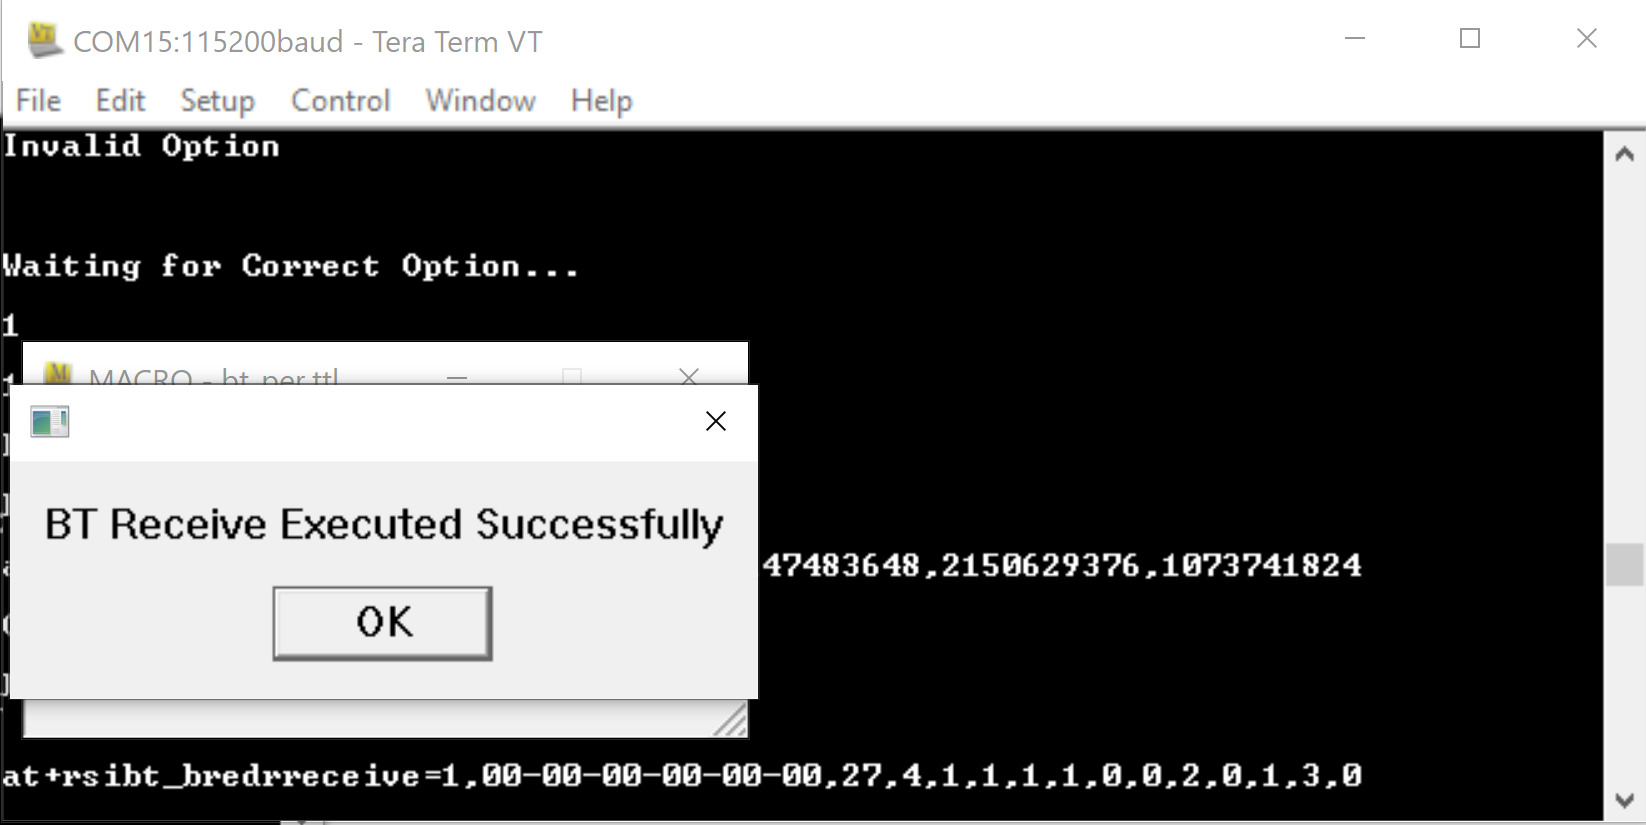 COM15:115200baud - Tera Term VT
File Edit Setup Control Window Help
Invalid Option
Waiting for Correct Option...
1
MACRO - bt_per.ttl
BT Receive Executed Successfully
47483648,2150629376,1073741824
OK
at+rsibt_bredrreceive=1,00-00-00-00-00-00,27,4,1,1,1,1,0,0,2,0,1,3,0